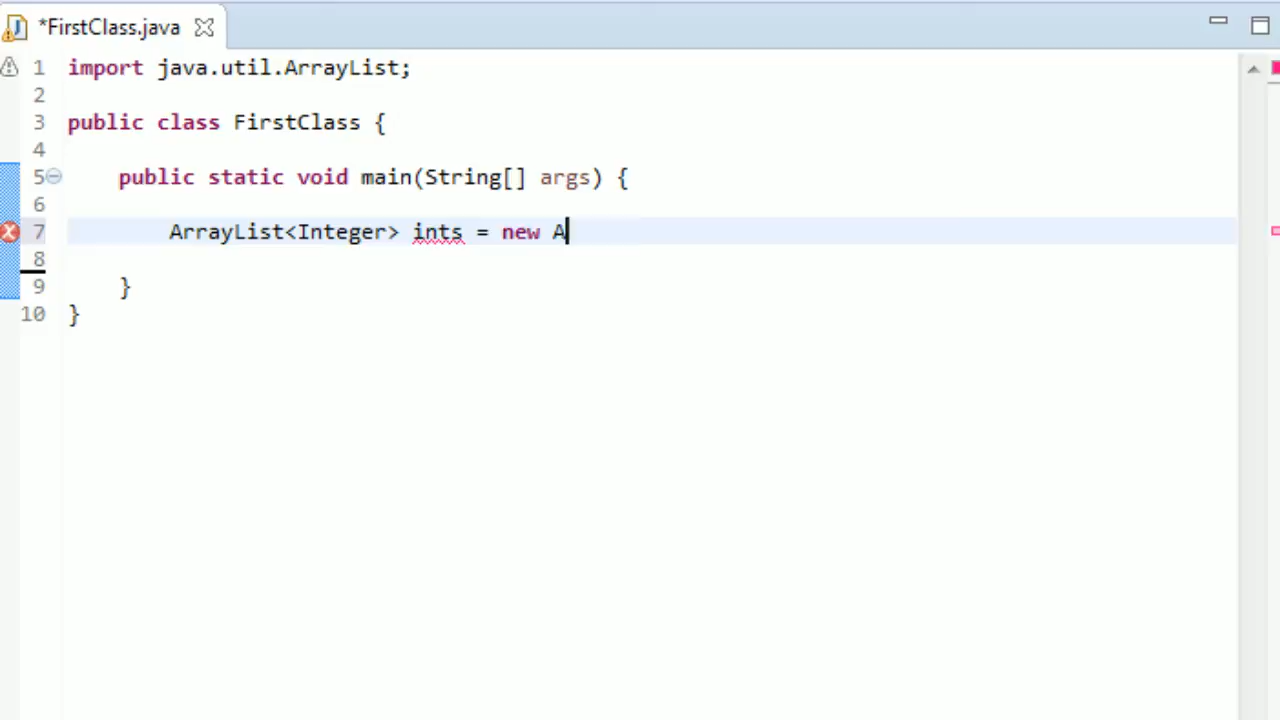 *FirstClass.java
1 import java.util.ArrayList;
2
3 public class FirstClass {
4
5 public static void main(String[] args) {
6
7 ArrayList<Integer> ints = new A
8
9 }
10 }